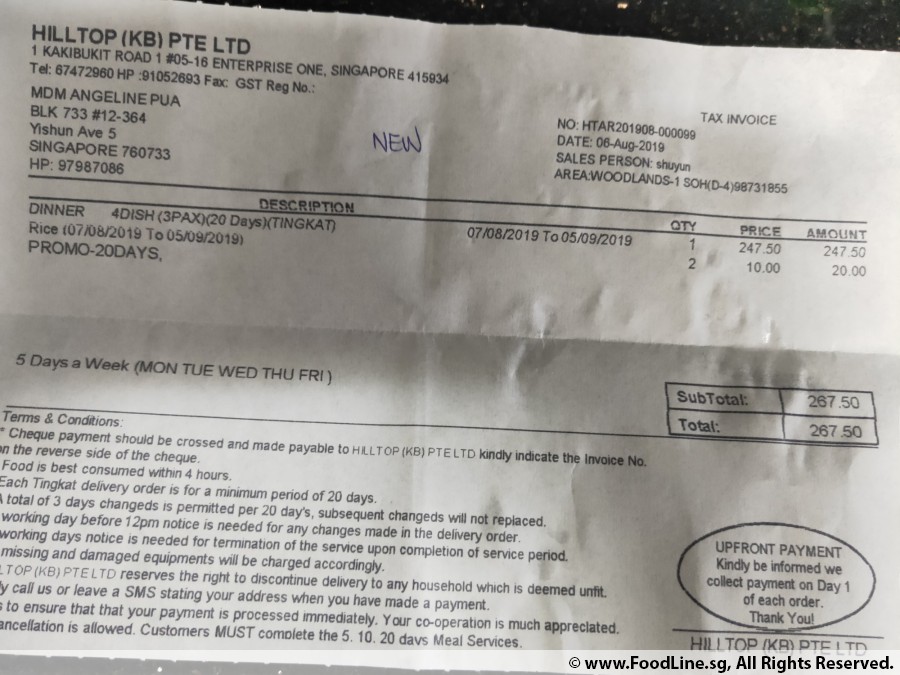 HILLTOP (KB) PTE LTD
1 KAKIBUKIT ROAD 1 #05-16 ENTERPRISE ONE, SINGAPORE 415934
Tel: 67472960 HP :91052693 Fax: GST Reg No.:
MDM ANGELINE PUA
BLK 733 #12-364
Yishun Ave 5
SINGAPORE 760733
HP: 97987086
NEW
TAX INVOICE
NO: HTAR201908-000099
DATE: 06-Aug-2019
SALES PERSON: shuyun
AREA:WOODLANDS-1 SOH(D-4)98731855
DESCRIPTION QTY PRICE AMOUNT
DINNER 4DISH (3PAX)(20 Days)(TINGKAT) 07/08/2019 To 05/09/2019 1 247.50 247.50
Rice (07/08/2019 To 05/09/2019) 2 10.00 20.00
PROMO-20DAYS,
5 Days a Week (MON TUE WED THU FRI )
SubTotal: 267.50
Total: 267.50
Terms & Conditions:
* Cheque payment should be crossed and made payable to HILLTOP (KB) PTE LTD kindly indicate the Invoice No.
on the reverse side of the cheque.
Food is best consumed within 4 hours.
Each Tingkat delivery order is for a minimum period of 20 days.
A total of 3 days changeds is permitted per 20 day's, subsequent changeds will not replaced.
working day before 12pm notice is needed for any changes made in the delivery order.
working days notice is needed for termination of the service upon completion of service period.
missing and damaged equipments will be charged accordingly.
LTOP (KB) PTE LTD reserves the right to discontinue delivery to any household which is deemed unfit.
ly call us or leave a SMS stating your address when you have made a payment.
s to ensure that that your payment is processed immediately. Your co-operation is much appreciated.
ancellation is allowed. Customers MUST complete the 5. 10. 20 days Meal Services.
UPFRONT PAYMENT
Kindly be informed we
collect payment on Day 1
of each order.
Thank You!
HILLTOP (KB) PTE LTD
© www.FoodLine.sg, All Rights Reserved.